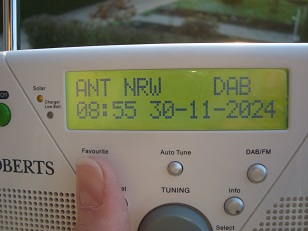 Solar
Charge/
Low Batt
ANT NRW DAB
08:55 30-11-2024
Favourite
Auto Tune
DAB/FM
OBERTS
TUNING
Info
Select